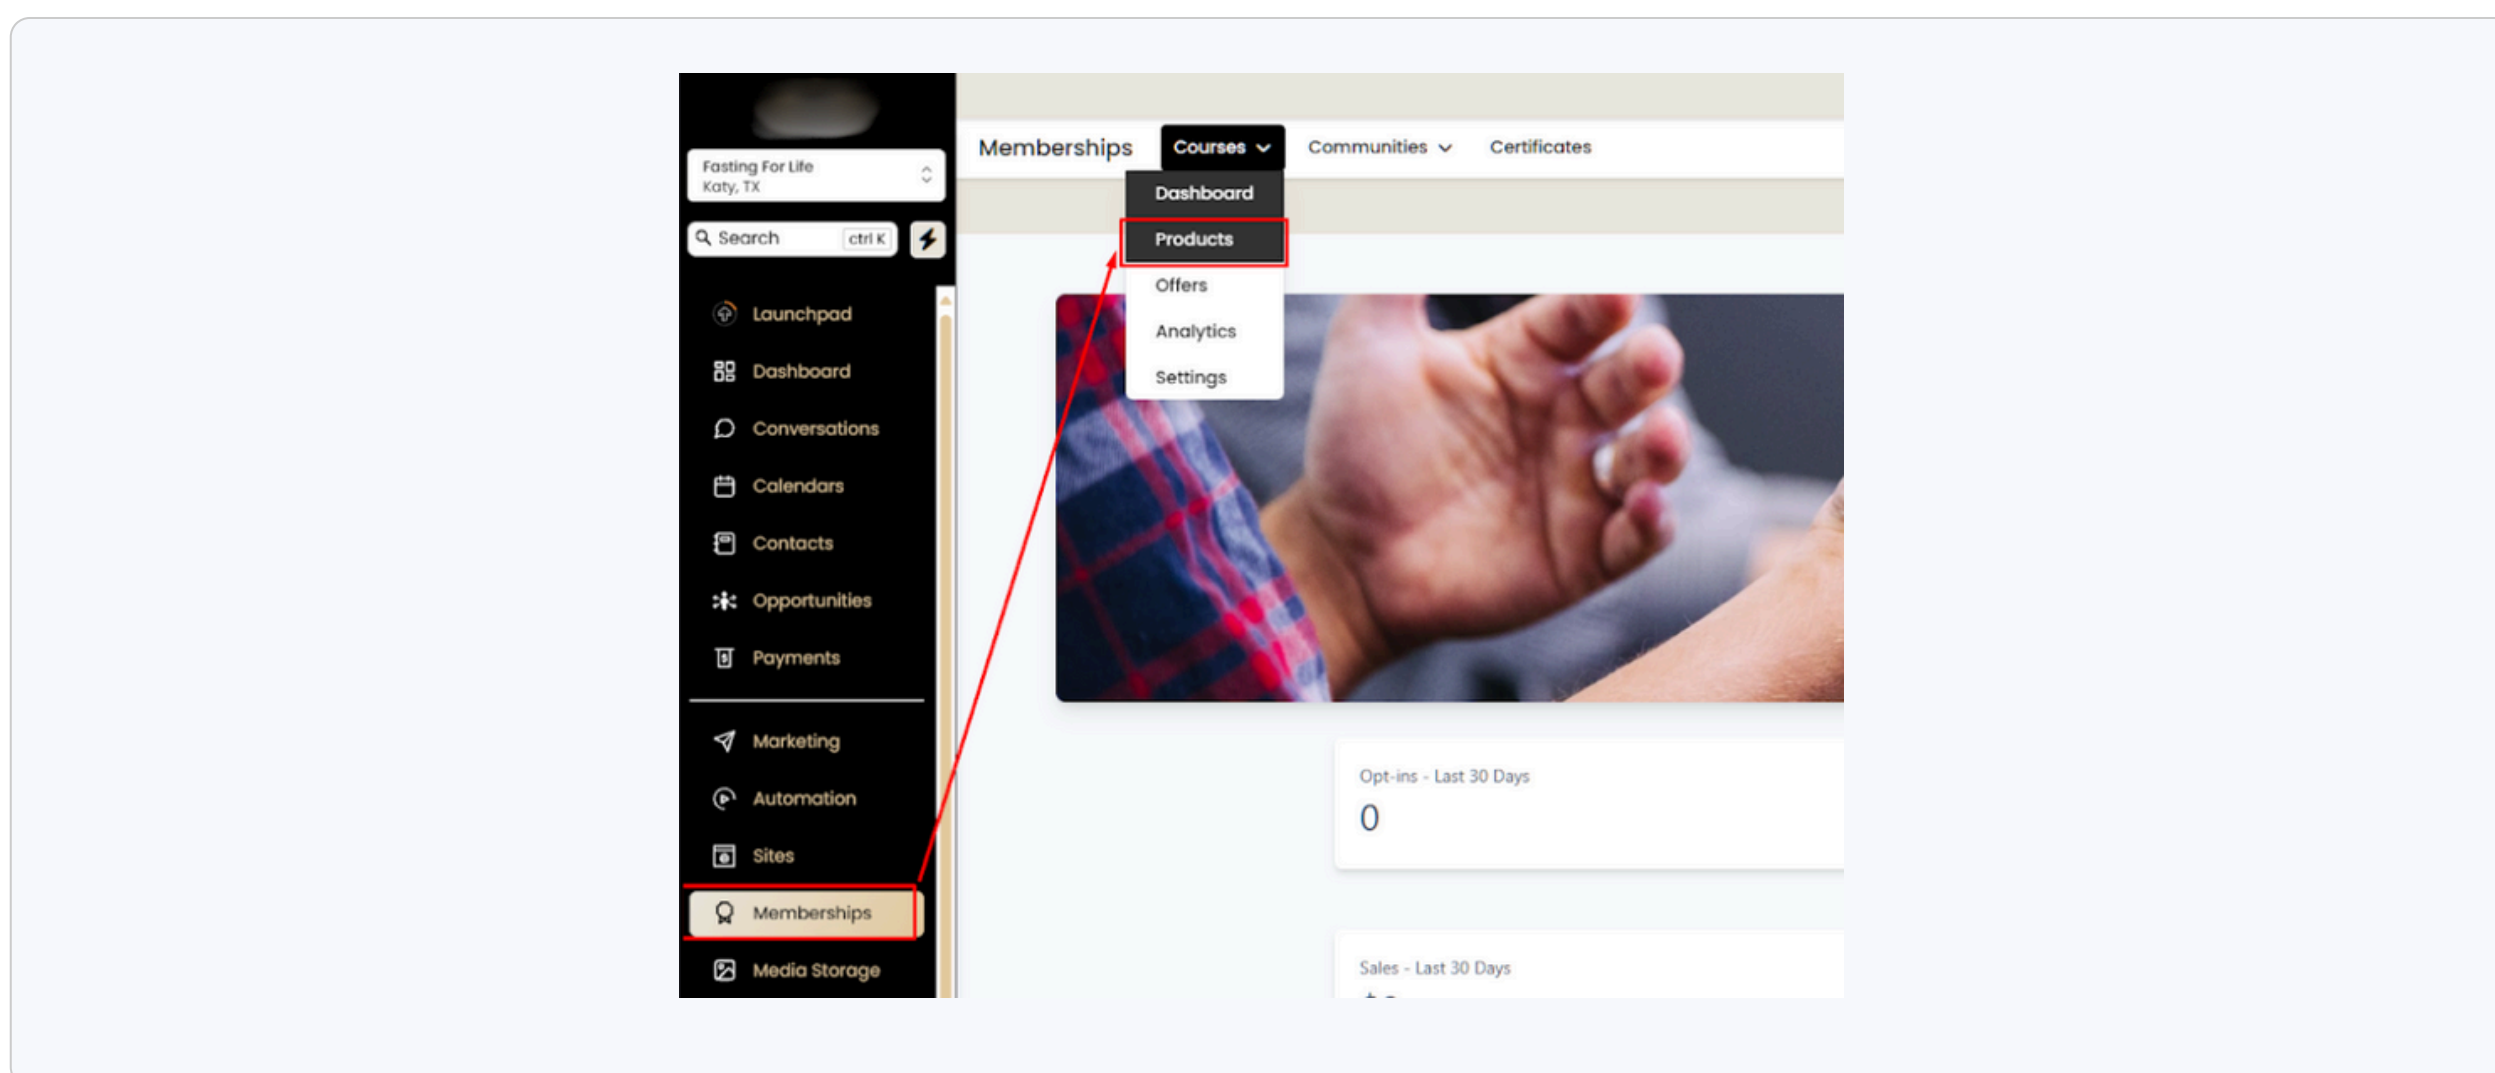 Fasting For Life
Katy, TX
Search ctrl K
Launchpad
Dashboard
Conversations
Calendars
Contacts
Opportunities
Payments
Marketing
Automation
Sites
Memberships
Media Storage
Memberships Courses Communities Certificates
Dashboard
Products
Offers
Analytics
Settings
Opt-ins - Last 30 Days
0
Sales - Last 30 Days